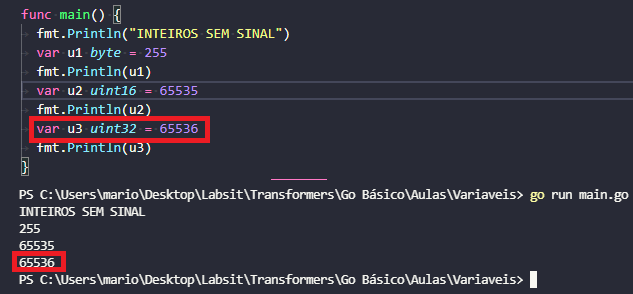 func main() {
fmt.Println("INTEIROS SEM SINAL")
var u1 byte = 255
fmt.Println(u1)
var u2 uint16 = 65535
fmt.Println(u2)
var u3 uint32 = 65536
fmt.Println(u3)
}
PS C:\Users\mario\Desktop\Labsit\Transformers\Go Básico\Aulas\Variaveis> go run main.go
INTEIROS SEM SINAL
255
65535
65536
PS C:\Users\mario\Desktop\Labsit\Transformers\Go Básico\Aulas\Variaveis>